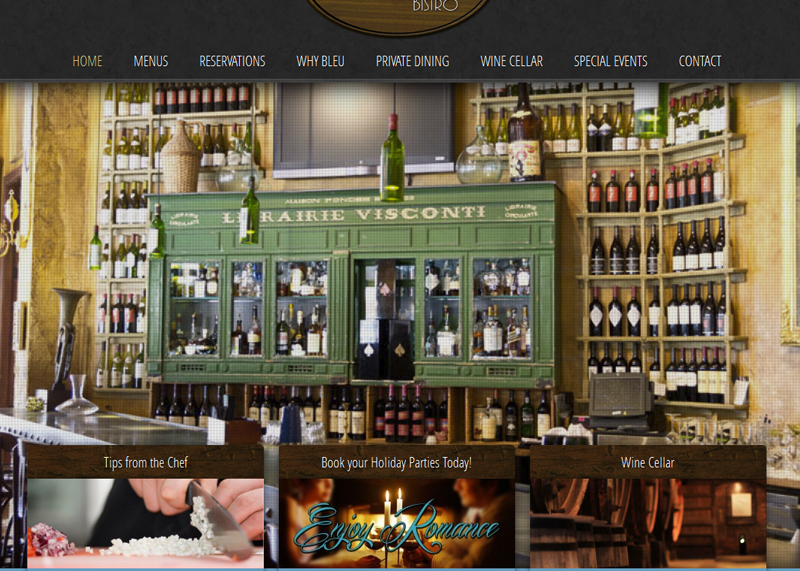 BISTRO
HOME MENUS RESERVATIONS WHY BLEU PRIVATE DINING WINE CELLAR SPECIAL EVENTS CONTACT
LIBRAIRIE VISCONTI
Tips from the Chef
Book your Holiday Parties Today!
Wine Cellar
Enjoy Romance